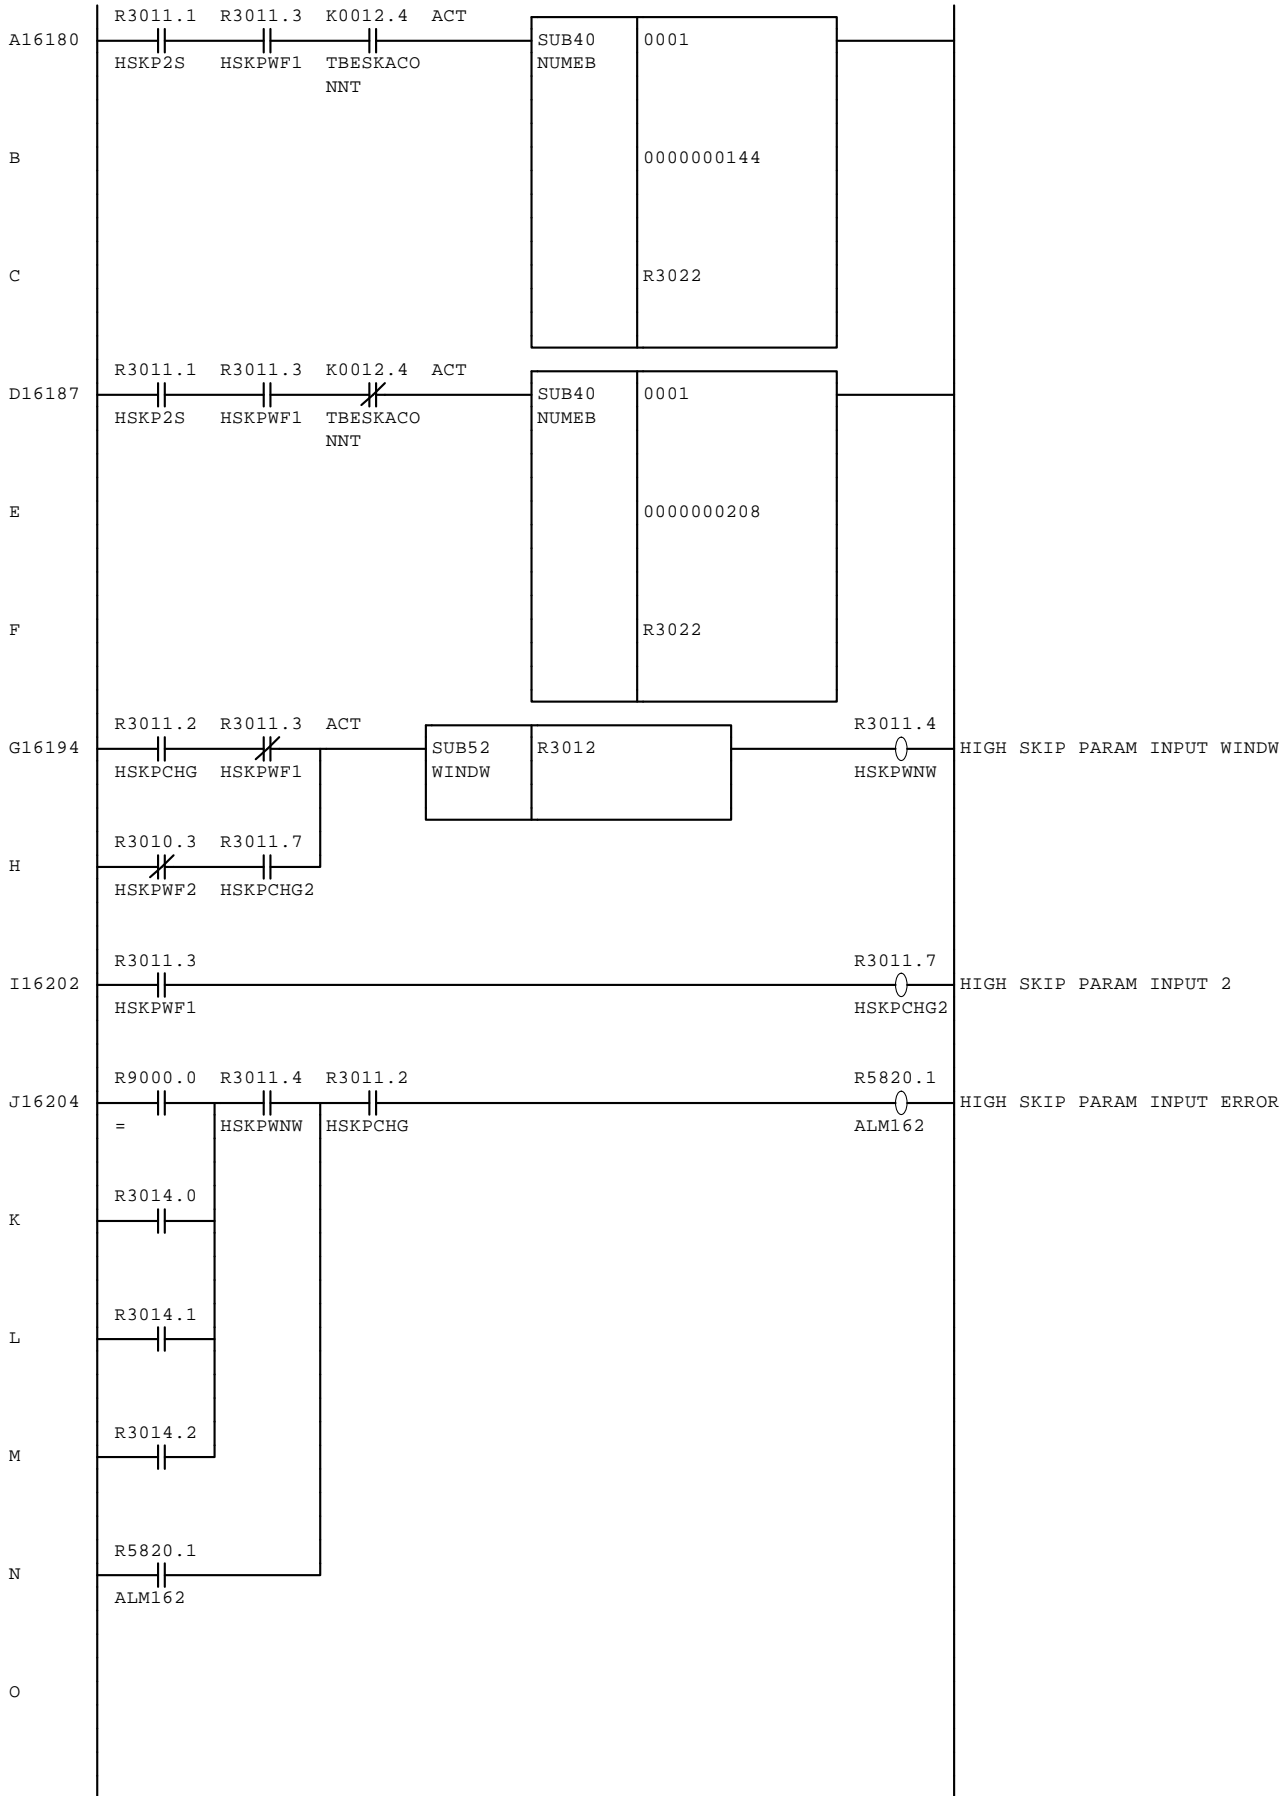 R3011.1 R3011.3 K0012.4 ACT
A16180 SUB40 0001
HSKP2S HSKPWF1 TBESKACO NUMEB
NNT
B 0000000144
C R3022
R3011.1 R3011.3 K0012.4 ACT
D16187 SUB40 0001
HSKP2S HSKPWF1 TBESKACO NUMEB
NNT
E 0000000208
F R3022
R3011.2 R3011.3 ACT R3011.4
G16194 SUB52 R3012 HIGH SKIP PARAM INPUT WINDW
HSKPCHG HSKPWF1 WINDW HSKPWNW
R3010.3 R3011.7
H
HSKPWF2 HSKPCHG2
R3011.3 R3011.7
I16202 HIGH SKIP PARAM INPUT 2
HSKPWF1 HSKPCHG2
R9000.0 R3011.4 R3011.2 R5820.1
J16204 HIGH SKIP PARAM INPUT ERROR
= HSKPWNW HSKPCHG ALM162
R3014.0
K
R3014.1
L
R3014.2
M
R5820.1
N
ALM162
O